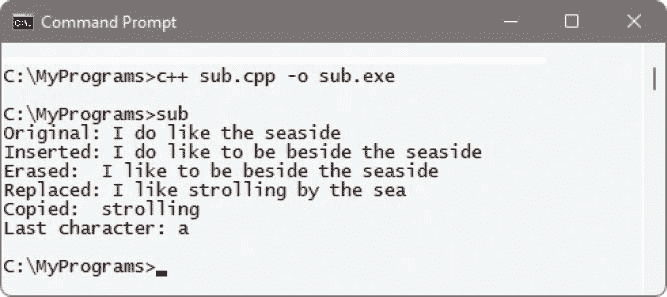 Command Prompt
C:\MyPrograms>c++ sub.cpp -o sub.exe
C:\MyPrograms>sub
Original: I do like the seaside
Inserted: I do like to be beside the seaside
Erased:  I like to be beside the seaside
Replaced: I like strolling by the sea
Copied:  strolling
Last character: a
C:\MyPrograms>_